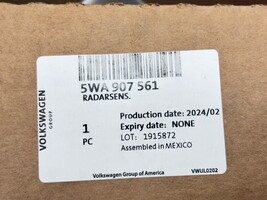 5WA 907 561
RADARSENS.
VOLKSWAGEN
GROUP
1
PC
Production date: 2024/02
Expiry date: NONE
LOT: 1915872
Assembled in MEXICO
Volkswagen Group of America
VWUL0202